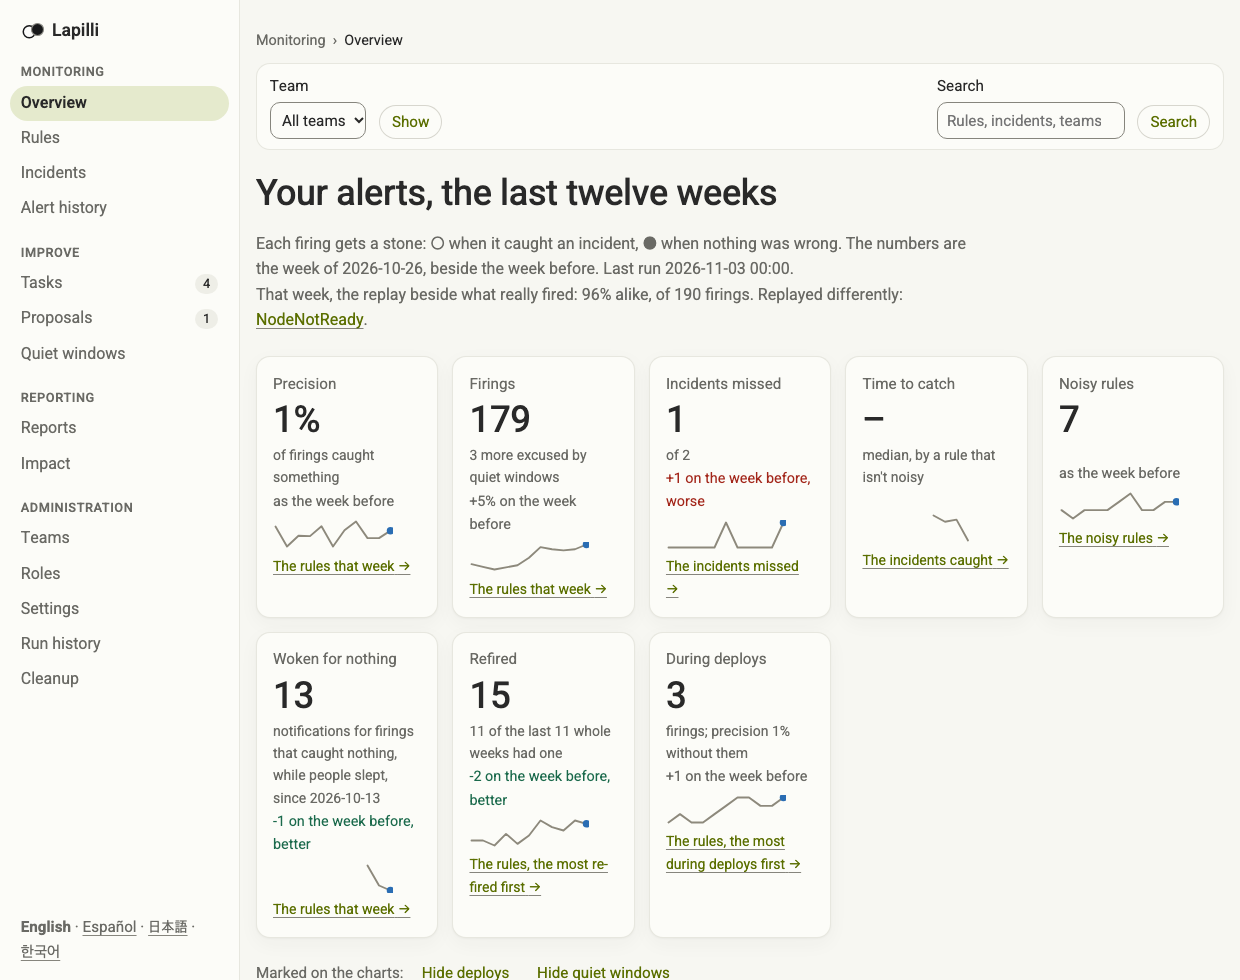 Lapilli
MONITORING
Overview
Rules
Incidents
Alert history
IMPROVE
Tasks 4
Proposals 1
Quiet windows
REPORTING
Reports
Impact
ADMINISTRATION
Teams
Roles
Settings
Run history
Cleanup
English · Español · 日本語 ·
한국어
Monitoring › Overview
Team
All teams
Show
Search
Rules, incidents, teams
Search
Your alerts, the last twelve weeks
Each firing gets a stone: when it caught an incident, when nothing was wrong. The numbers are
the week of 2026-10-26, beside the week before. Last run 2026-11-03 00:00.
That week, the replay beside what really fired: 96% alike, of 190 firings. Replayed differently:
NodeNotReady.
Precision
1%
of firings caught
something
as the week before
The rules that week →
Firings
179
3 more excused by
quiet windows
+5% on the week
before
The rules that week →
Incidents missed
1
of 2
+1 on the week before,
worse
The incidents missed
→
Time to catch
–
median, by a rule that
isn't noisy
The incidents caught →
Noisy rules
7
as the week before
The noisy rules →
Woken for nothing
13
notifications for firings
that caught nothing,
while people slept,
since 2026-10-13
-1 on the week before,
better
The rules that week →
Refired
15
11 of the last 11 whole
weeks had one
-2 on the week before,
better
The rules, the most re-
fired first →
During deploys
3
firings; precision 1%
without them
+1 on the week before
The rules, the most
during deploys first →
Marked on the charts: Hide deploys Hide quiet windows